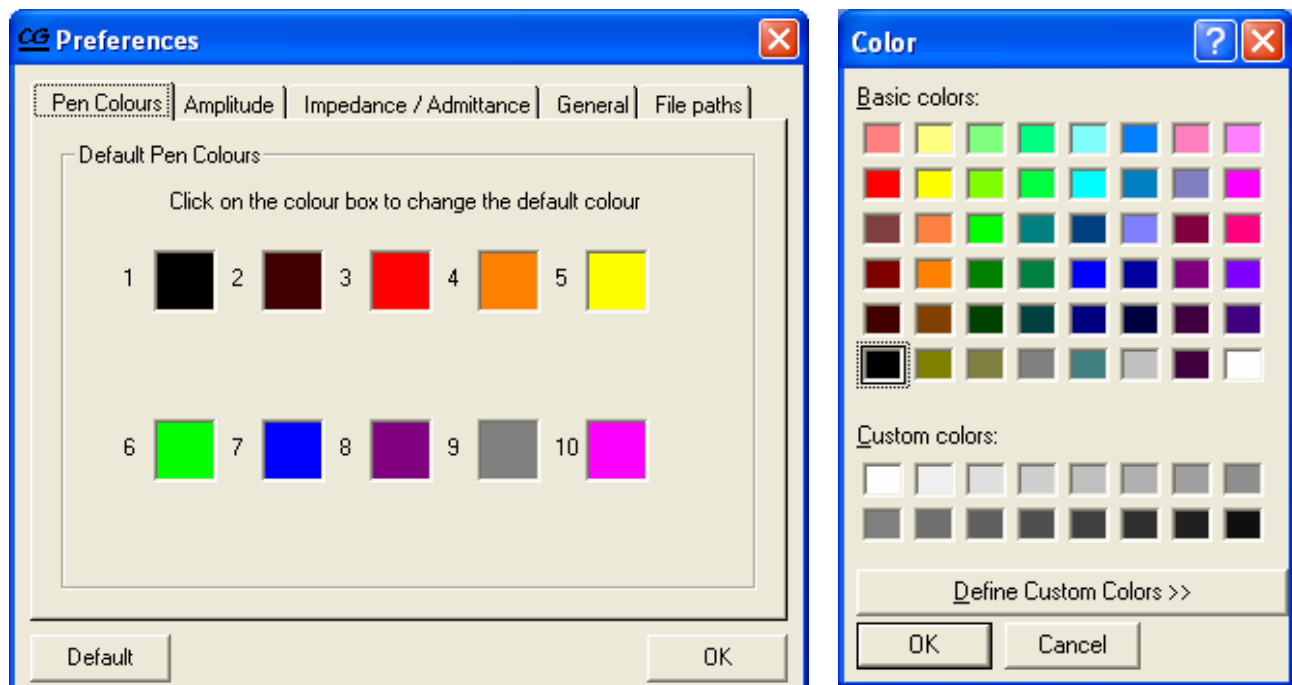 CG Preferences
Pen Colours Amplitude Impedance / Admittance General File paths
Default Pen Colours
Click on the colour box to change the default colour
1 2 3 4 5
6 7 8 9 10
Default OK
Color
Basic colors:
Custom colors:
Define Custom Colors >>
OK Cancel